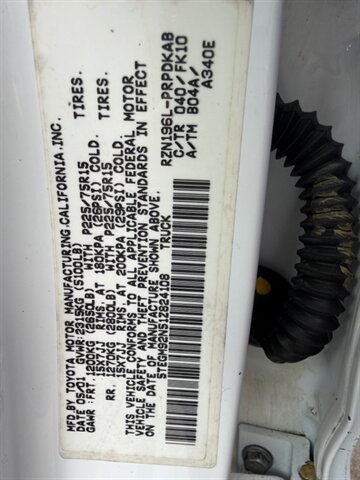 MFD.BY TOYOTA MOTOR MANUFACTURING,CALIFORNIA,INC.
DATE 05/01 GVWR:2315KG (5100LB)
GAWR:FRT.1200KG (2650LB) WITH P225/75R15 TIRES.
15X7JJ RIMS AT 180KPA (26PSI) COLD.
RR. 1270KG (2800LB) WITH P225/75R15 TIRES.
15X7JJ RIMS AT 200KPA (29PSI) COLD.
THIS VEHICLE CONFORMS TO ALL APPLICABLE FEDERAL MOTOR
VEHICLE SAFETY AND THEFT PREVENTION STANDARDS IN EFFECT
ON THE DATE OF MANUFACTURE SHOWN ABOVE.
5TEGM92N51Z824108 TRUCK
RZN196L-PRPDKAB
C/TR 040/FK10
A/TM B04A/
A340E